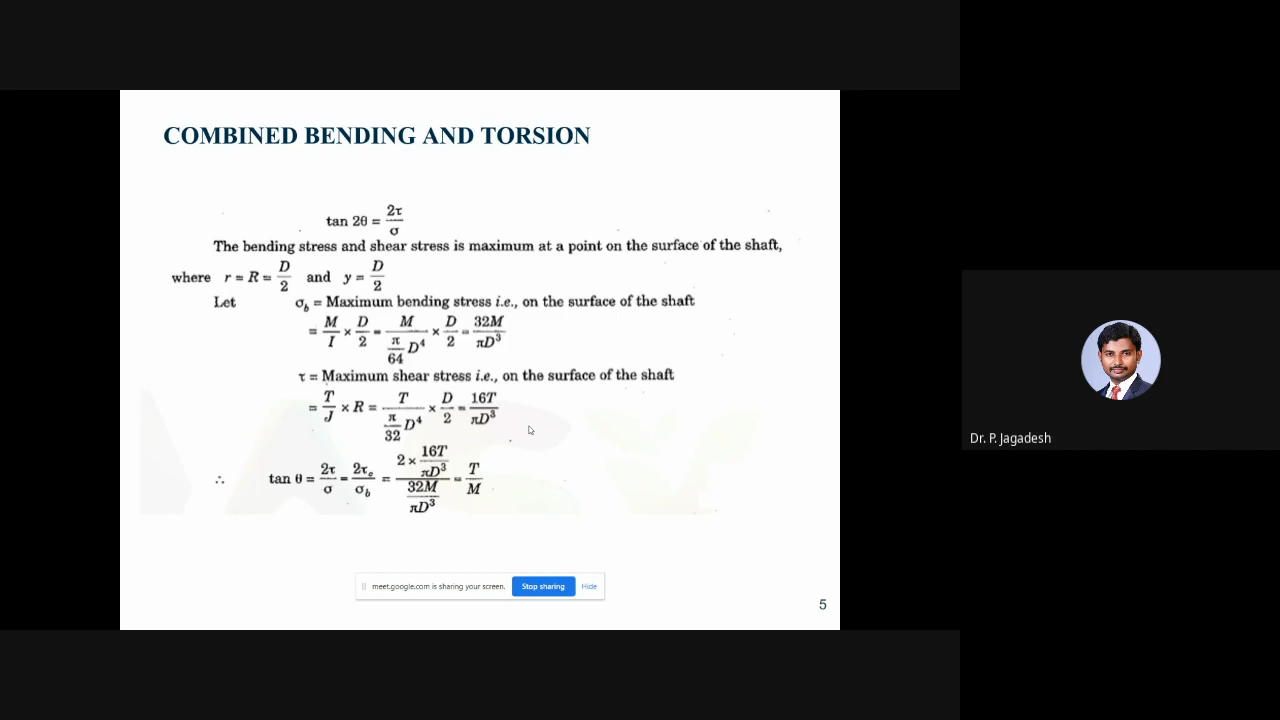 COMBINED BENDING AND TORSION
tan 2θ = 2τ/σ
The bending stress and shear stress is maximum at a point on the surface of the shaft,
where r = R = D/2 and y = D/2
Let σ_b = Maximum bending stress i.e., on the surface of the shaft
= M/I × D/2 = M/(π/64 D⁴) × D/2 = 32M/πD³
τ = Maximum shear stress i.e., on the surface of the shaft
= T/J × R = T/(π/32 D⁴) × D/2 = 16T/πD³
∴ tan θ = 2τ/σ = 2τ_s/σ_b = (2 × 16T/πD³)/(32M/πD³) = T/M
meet.google.com is sharing your screen. Stop sharing Hide
5
Dr. P. Jagadesh